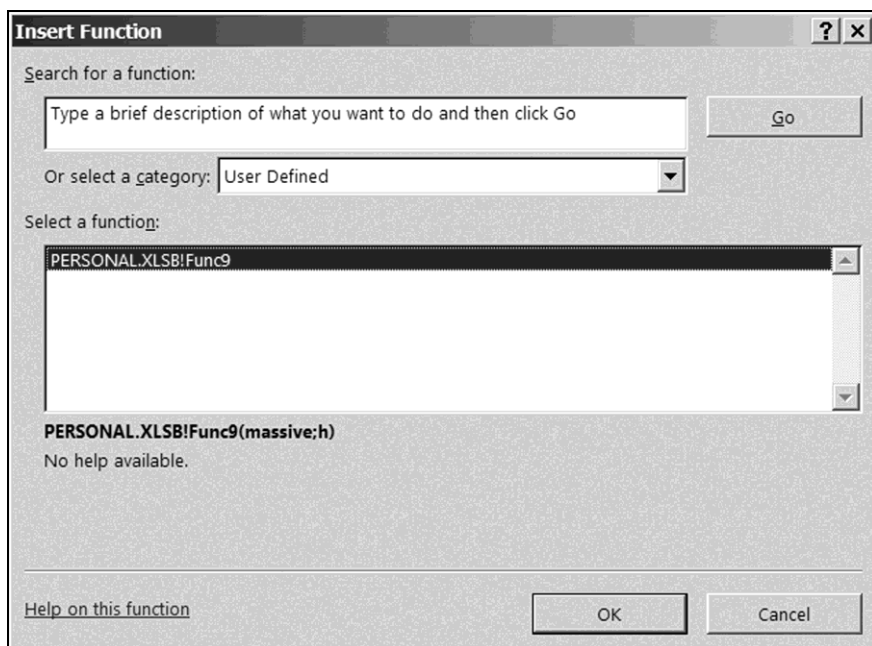 Insert Function
Search for a function:
Type a brief description of what you want to do and then click Go
Go
Or select a category: User Defined
Select a function:
PERSONAL.XLSB!Func9
PERSONAL.XLSB!Func9(massive;h)
No help available.
Help on this function
OK
Cancel